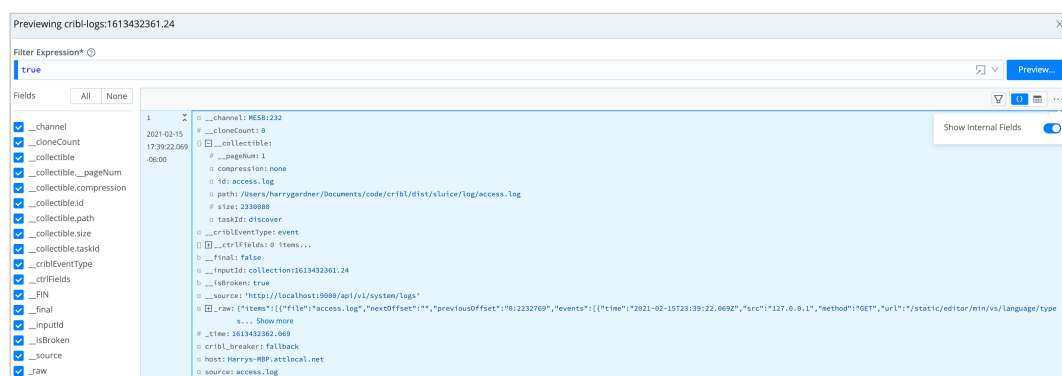 Previewing cribl-logs:1613432361.24
X
Filter Expression*
true
Preview...
Fields
All
None
__channel
__cloneCount
__collectible
__collectible.__pageNum
__collectible.compression
__collectible.id
__collectible.path
__collectible.size
__collectible.taskId
__criblEventType
__ctrlFields
__FIN
__final
__inputId
__isBroken
__source
_raw
1
2021-02-15
17:39:22.069
-06:00
Show Internal Fields
α __channel: MESB:232
# __cloneCount: 0
{} __collectible:
# __pageNum: 1
α compression: none
α id: access.log
α path: /Users/harrygardner/Documents/code/cribl/dist/sluice/log/access.log
# size: 2330080
α taskId: discover
α __criblEventType: event
[] __ctrlFields: 0 items...
b __final: false
α __inputId: collection:1613432361.24
b __isBroken: true
α __source: 'http://localhost:9000/api/v1/system/logs'
α _raw: {"items":[{"file":"access.log","nextOffset":"","previousOffset":"0:2232769","events":[{"time":"2021-02-15T23:39:22.069Z","src":"127.0.0.1","method":"GET","url":"/static/editor/min/vs/language/type
s... Show more
# _time: 1613432362.069
α cribl_breaker: fallback
α host: Harrys-MBP.attlocal.net
α source: access.log